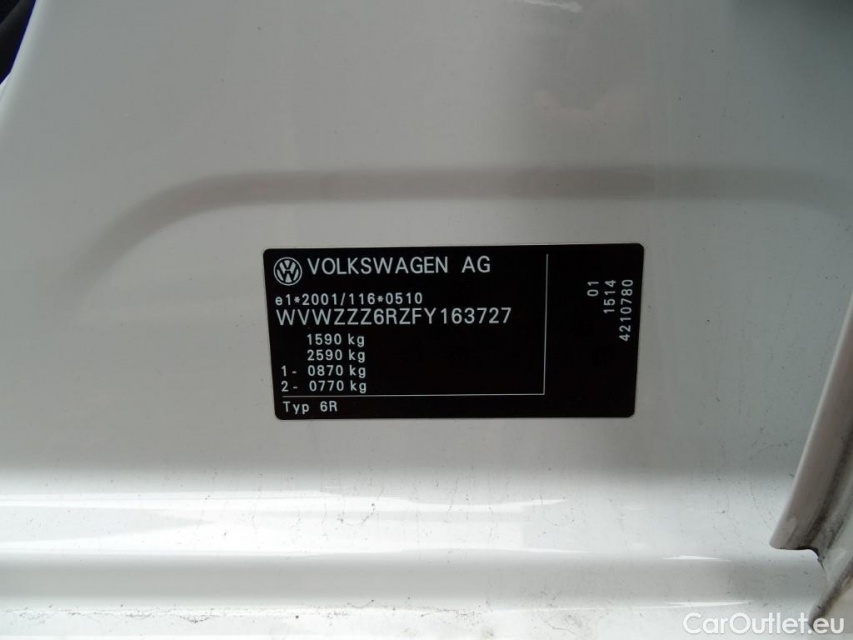 VOLKSWAGEN AG
e1*2001/116*0510
WVWZZZ6RZFY163727
1590 kg
2590 kg
1- 0870 kg
2- 0770 kg
Typ 6R
01
1514
4210780
CarOutlet.eu